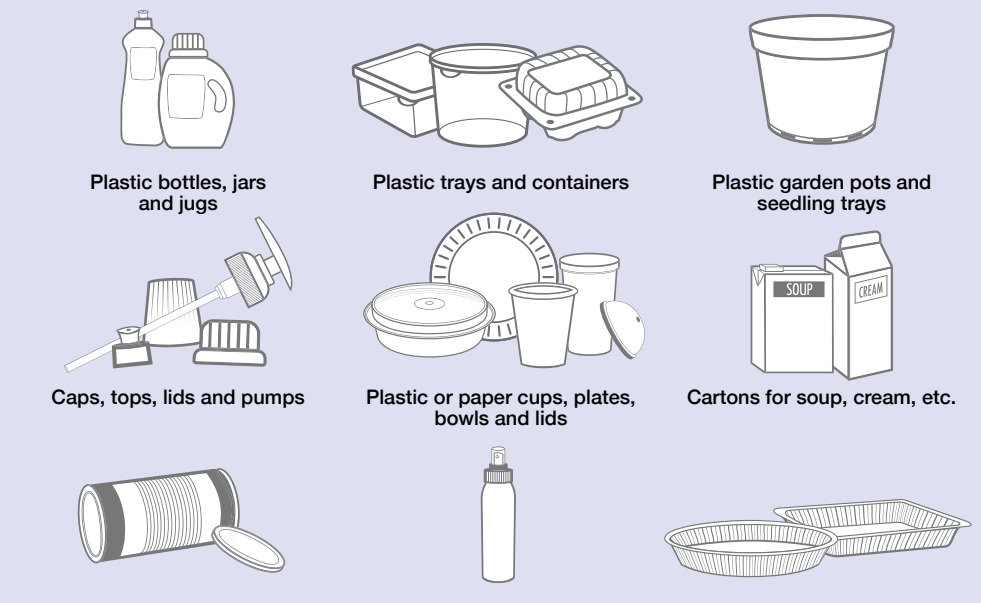 Plastic bottles, jars
and jugs
Plastic trays and containers
Plastic garden pots and
seedling trays
SOUP
CREAM
Caps, tops, lids and pumps
Plastic or paper cups, plates,
bowls and lids
Cartons for soup, cream, etc.